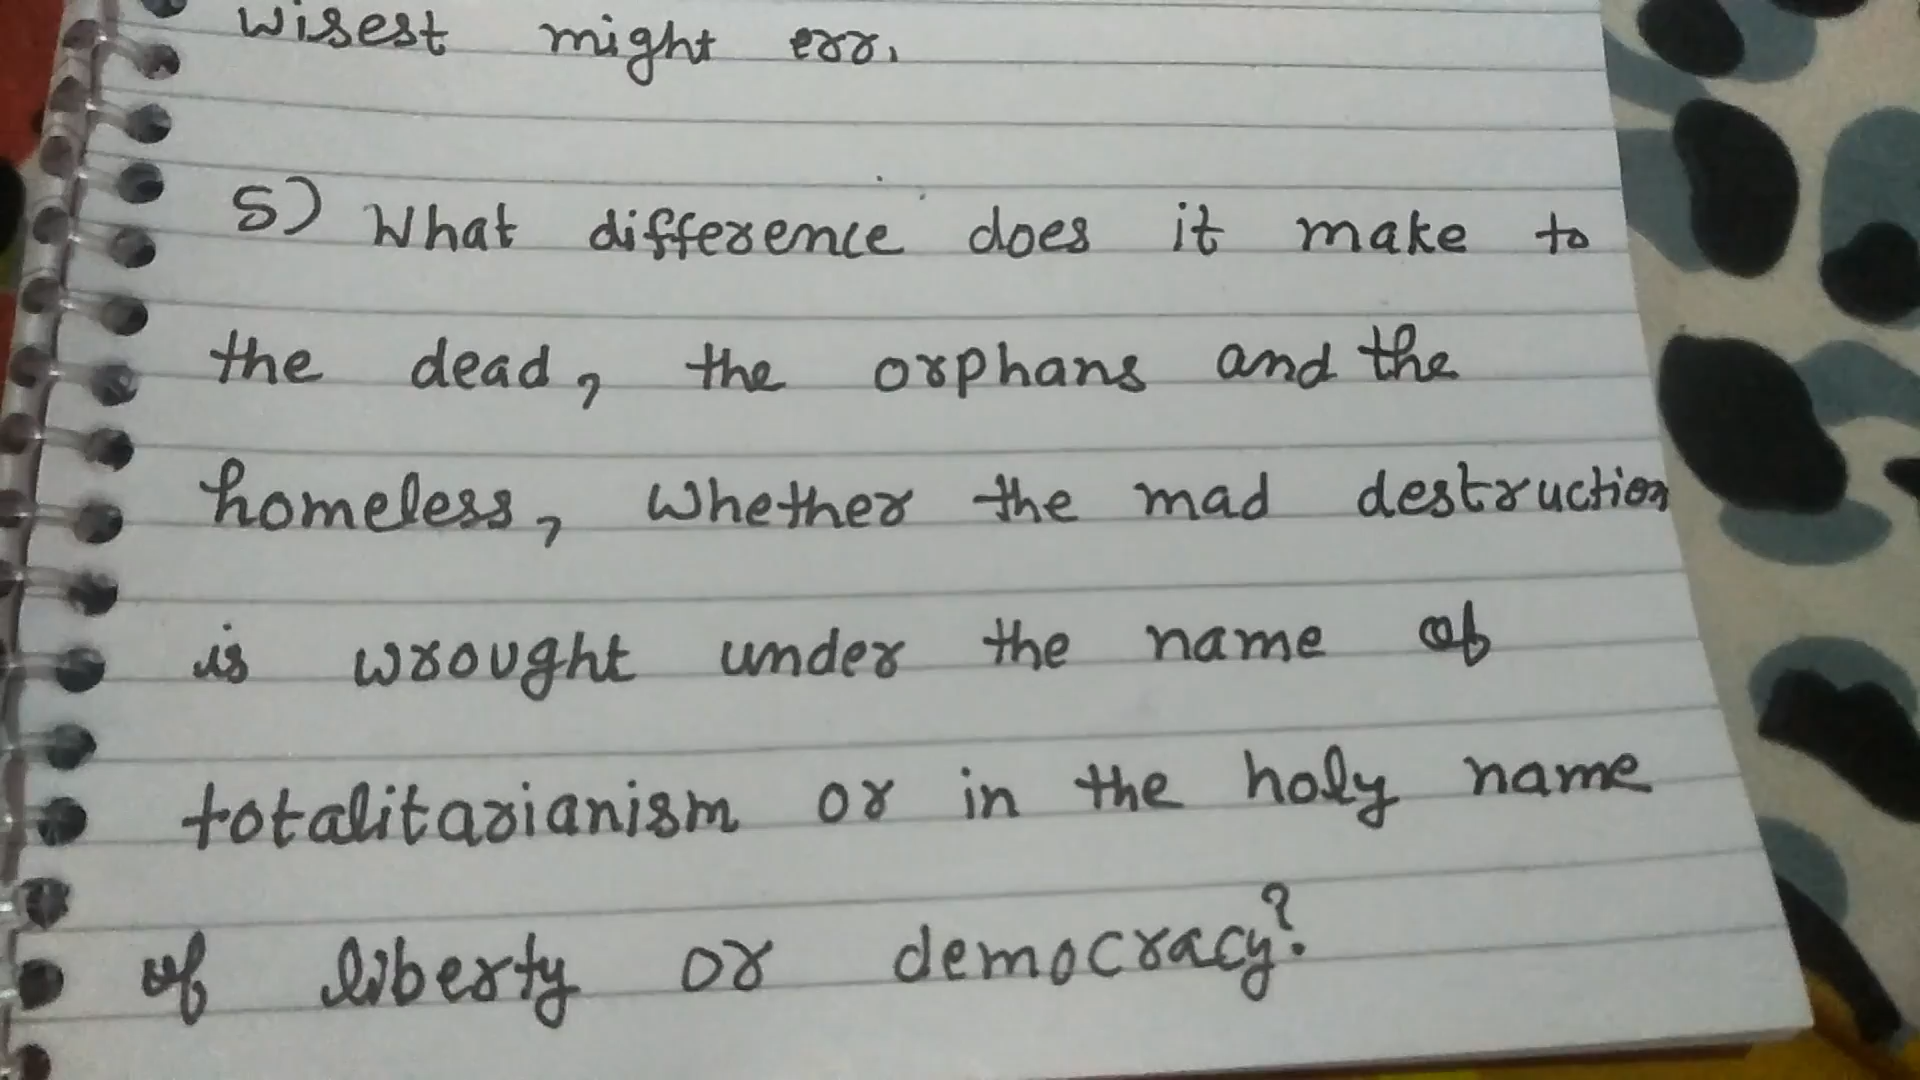 wisest might err.
5) What difference does it make to
the dead, the orphans and the
homeless, whether the mad destruction
is wrought under the name of
totalitarianism or in the holy name
of liberty or democracy?